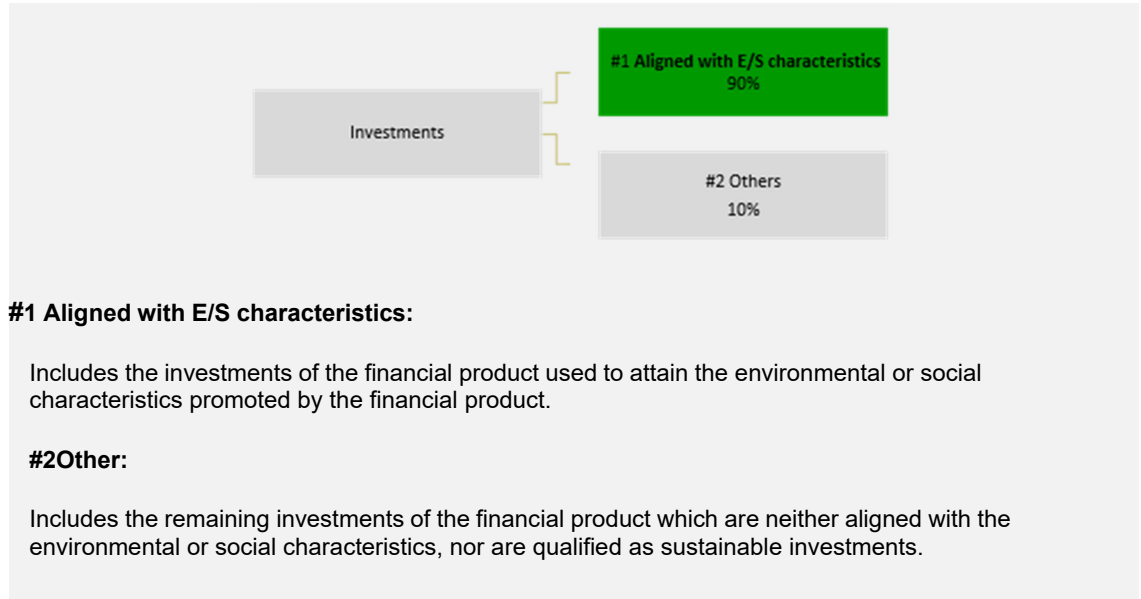 #1 Aligned with E/S characteristics
90%
Investments
#2 Others
10%
#1 Aligned with E/S characteristics:
Includes the investments of the financial product used to attain the environmental or social
characteristics promoted by the financial product.
#2Other:
Includes the remaining investments of the financial product which are neither aligned with the
environmental or social characteristics, nor are qualified as sustainable investments.